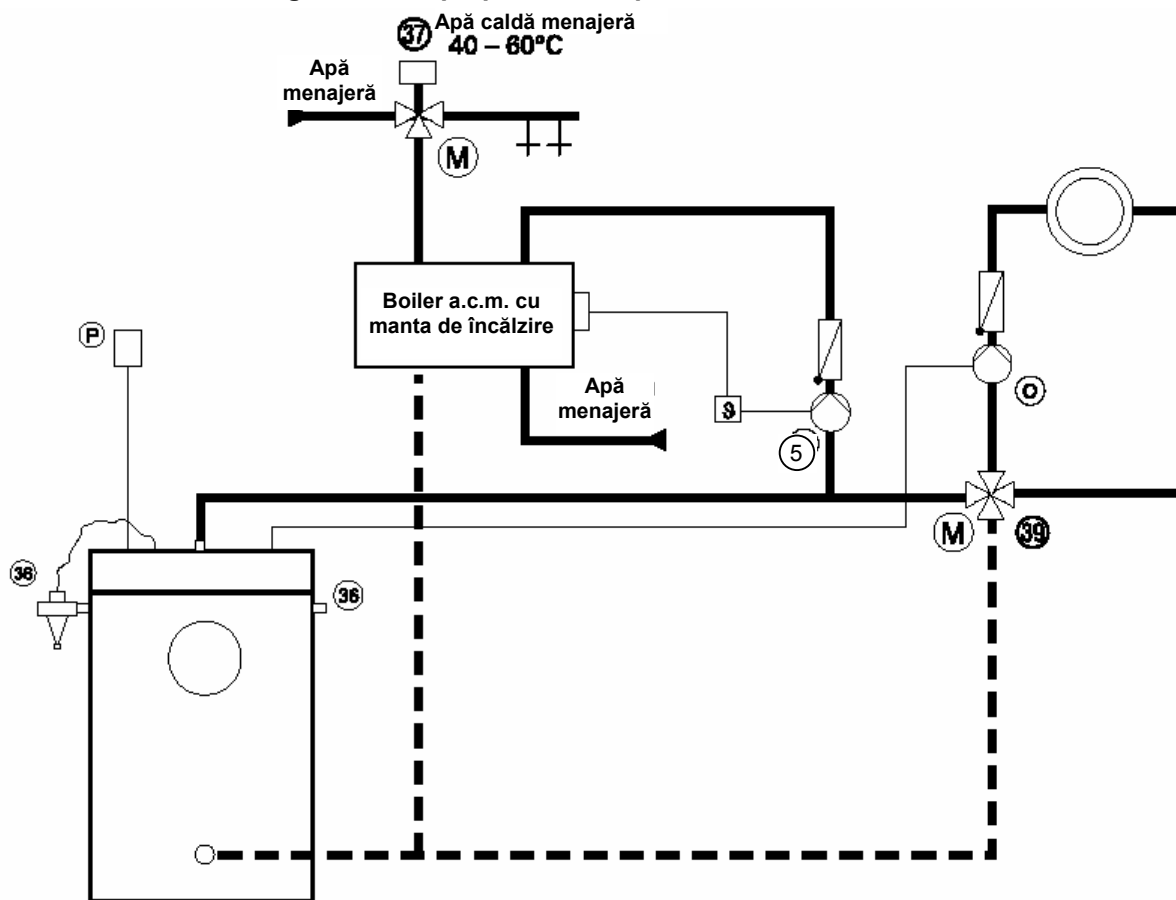 37 Apă caldă menajeră
40 – 60°C
Apă
menajeră
M
Boiler a.c.m. cu
manta de încălzire
P
Apă
menajeră
ϑ
O
5
M
39
36
36